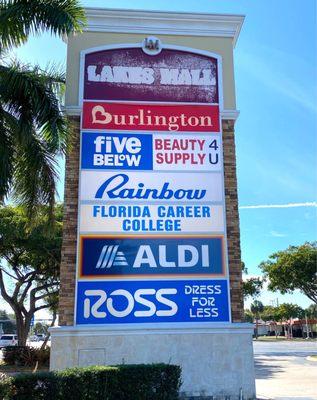 LAKES MALL
Burlington
five BELOW
BEAUTY 4
SUPPLY U
Rainbow
FLORIDA CAREER
COLLEGE
ALDI
ROSS DRESS FOR LESS